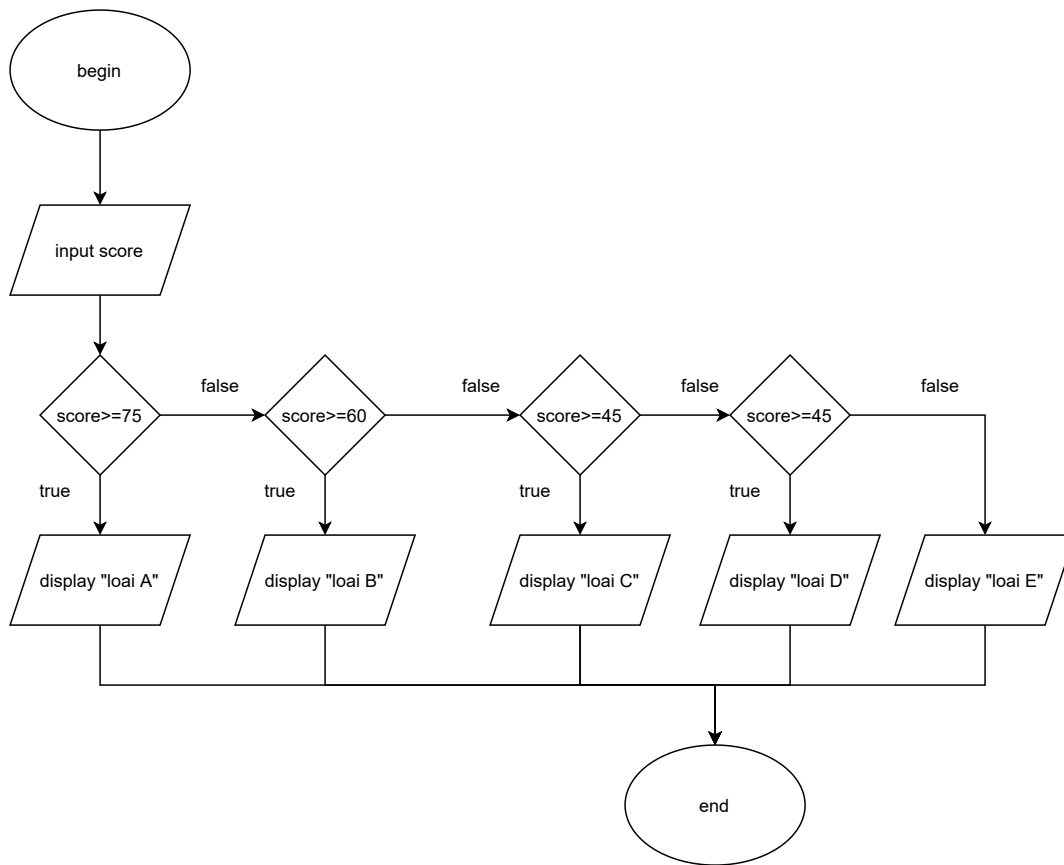 begin
input score
score>=75
false
score>=60
false
score>=45
false
score>=45
false
true
true
true
true
display "loai A"
display "loai B"
display "loai C"
display "loai D"
display "loai E"
end